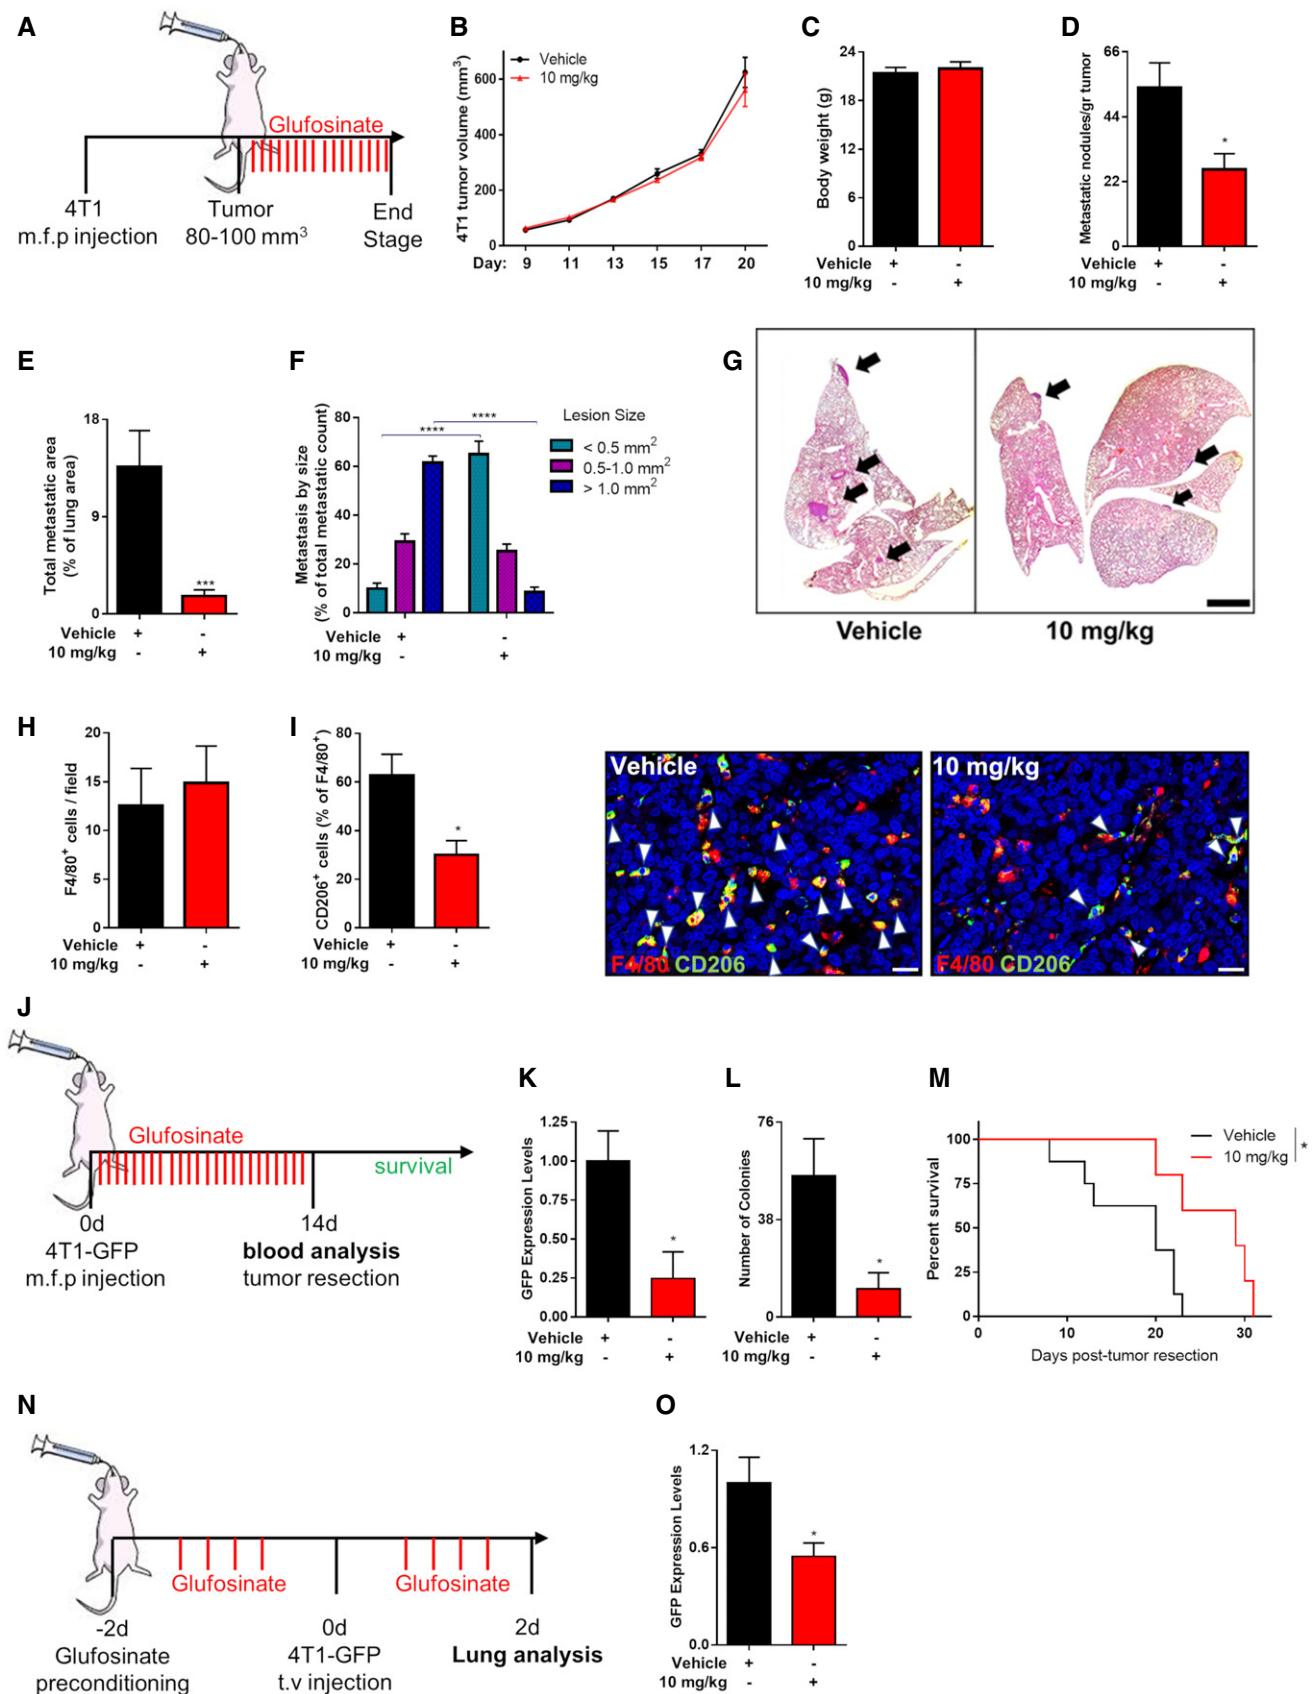 A
Glufosinate
4T1
m.f.p injection
Tumor
80-100 mm3
End
Stage
B
4T1 tumor volume (mm3)
Vehicle
10 mg/kg
600
400
200
0
Day: 9 11 13 15 17 20
C
Body weight (g)
24
18
12
6
0
Vehicle + -
10 mg/kg - +
D
Metastatic nodules/gr tumor
66
44
22
0
*
Vehicle + -
10 mg/kg - +
E
Total metastatic area
(% of lung area)
18
9
0
***
Vehicle + -
10 mg/kg - +
F
Metastasis by size
(% of total metastatic count)
80
60
40
20
0
****
****
Lesion Size
< 0.5 mm2
0.5-1.0 mm2
> 1.0 mm2
Vehicle + -
10 mg/kg - +
G
Vehicle
10 mg/kg
H
F4/80+ cells / field
20
15
10
5
0
Vehicle + -
10 mg/kg - +
I
CD206+ cells (% of F4/80+)
80
60
40
20
0
*
Vehicle + -
10 mg/kg - +
Vehicle
F4/80 CD206
10 mg/kg
F4/80 CD206
J
Glufosinate
survival
0d
4T1-GFP
m.f.p injection
14d
blood analysis
tumor resection
K
GFP Expression Levels
1.25
1.00
0.75
0.50
0.25
0.00
*
Vehicle + -
10 mg/kg - +
L
Number of Colonies
76
38
0
*
Vehicle + -
10 mg/kg - +
M
Percent survival
100
75
50
25
0
Vehicle
10 mg/kg
*
0 10 20 30
Days post-tumor resection
N
Glufosinate
Glufosinate
-2d
Glufosinate
preconditioning
0d
4T1-GFP
t.v injection
2d
Lung analysis
O
GFP Expression Levels
1.2
0.6
0.0
*
Vehicle + -
10 mg/kg - +